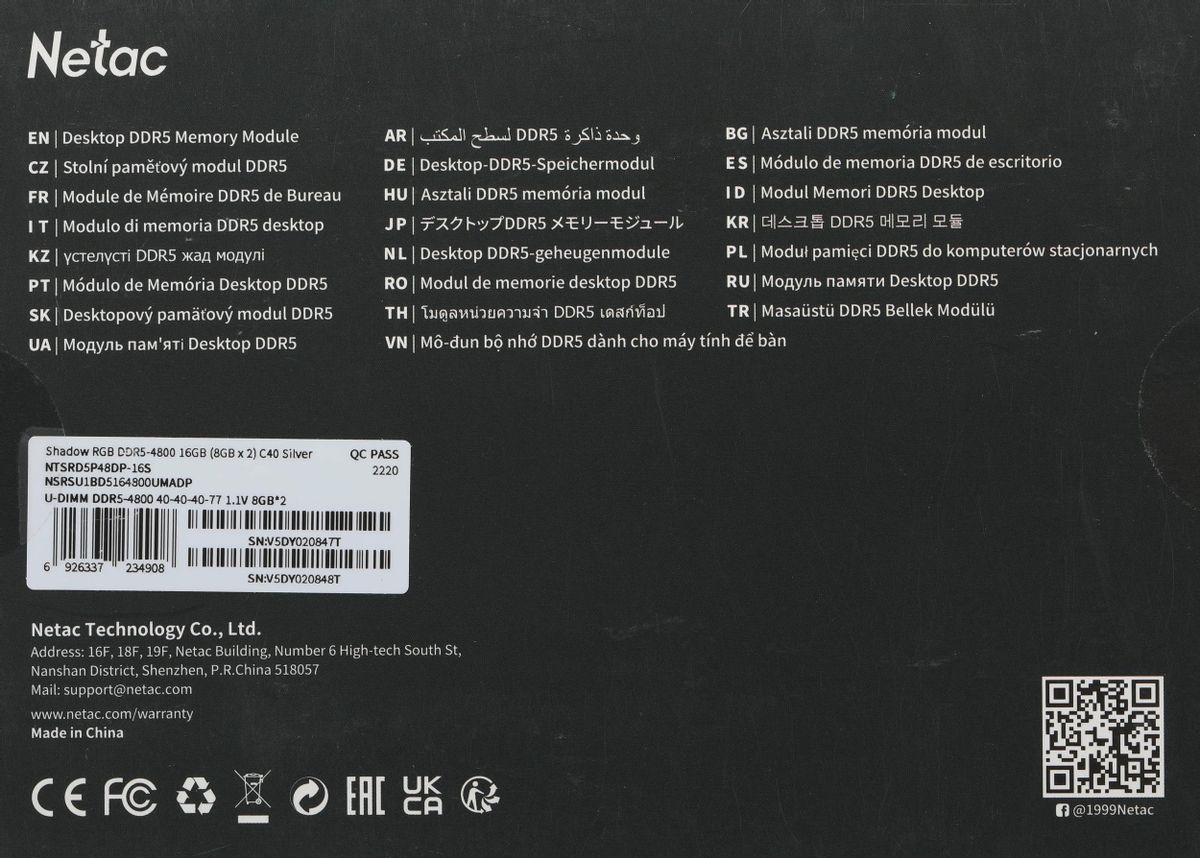 Netac
EN | Desktop DDR5 Memory Module
CZ | Stolní paměťový modul DDR5
FR | Module de Mémoire DDR5 de Bureau
IT | Modulo di memoria DDR5 desktop
KZ | үстелүсті DDR5 жад модулі
PT | Módulo de Memória Desktop DDR5
SK | Desktopový pamäťový modul DDR5
UA | Модуль пам'яті Desktop DDR5
AR | وحدة ذاكرة DDR5 لسطح المكتب
DE | Desktop-DDR5-Speichermodul
HU | Asztali DDR5 memória modul
JP | デスクトップDDR5 メモリーモジュール
NL | Desktop DDR5-geheugenmodule
RO | Modul de memorie desktop DDR5
TH | โมดูลหน่วยความจำ DDR5 เดสก์ท็อป
VN | Mô-đun bộ nhớ DDR5 dành cho máy tính để bàn
BG | Asztali DDR5 memória modul
ES | Módulo de memoria DDR5 de escritorio
ID | Modul Memori DDR5 Desktop
KR | 데스크톱 DDR5 메모리 모듈
PL | Moduł pamięci DDR5 do komputerów stacjonarnych
RU | Модуль памяти Desktop DDR5
TR | Masaüstü DDR5 Bellek Modülü
Shadow RGB DDR5-4800 16GB (8GB x 2) C40 Silver QC PASS
NTSRD5P48DP-16S 2220
NSRSU1BD5164800UMADP
U-DIMM DDR5-4800 40-40-40-77 1.1V 8GB*2
SN:V5DY020847T
6 926337 234908
SN:V5DY020848T
Netac Technology Co., Ltd.
Address: 16F, 18F, 19F, Netac Building, Number 6 High-tech South St,
Nanshan District, Shenzhen, P.R.China 518057
Mail: support@netac.com
www.netac.com/warranty
Made in China
CE FC EAC UK CA
@1999Netac